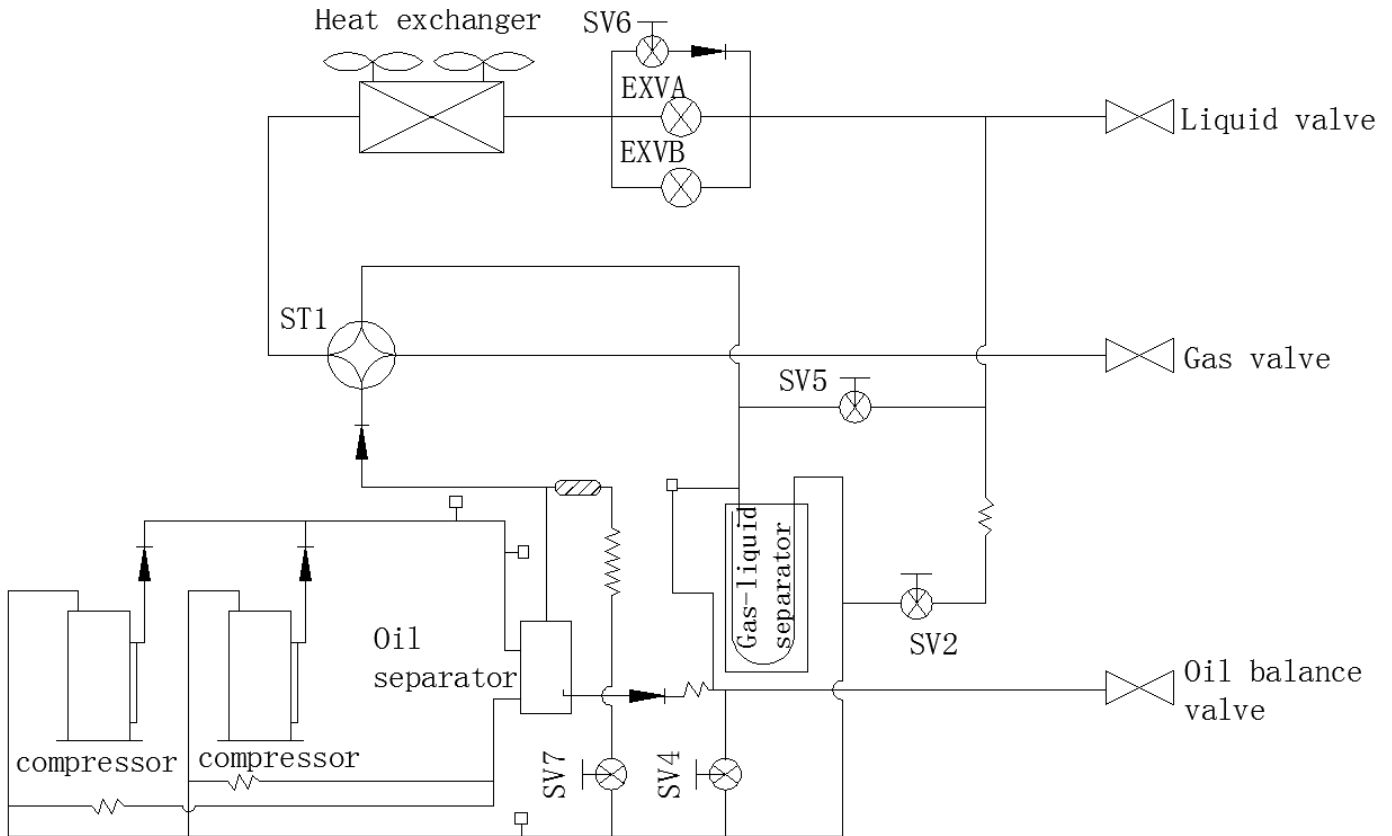 Heat exchanger
SV6
EXVA
Liquid valve
EXVB
ST1
Gas valve
SV5
Gas-liquid
separator
Oil
separator
SV2
Oil balance
valve
compressor
compressor
SV7
SV4